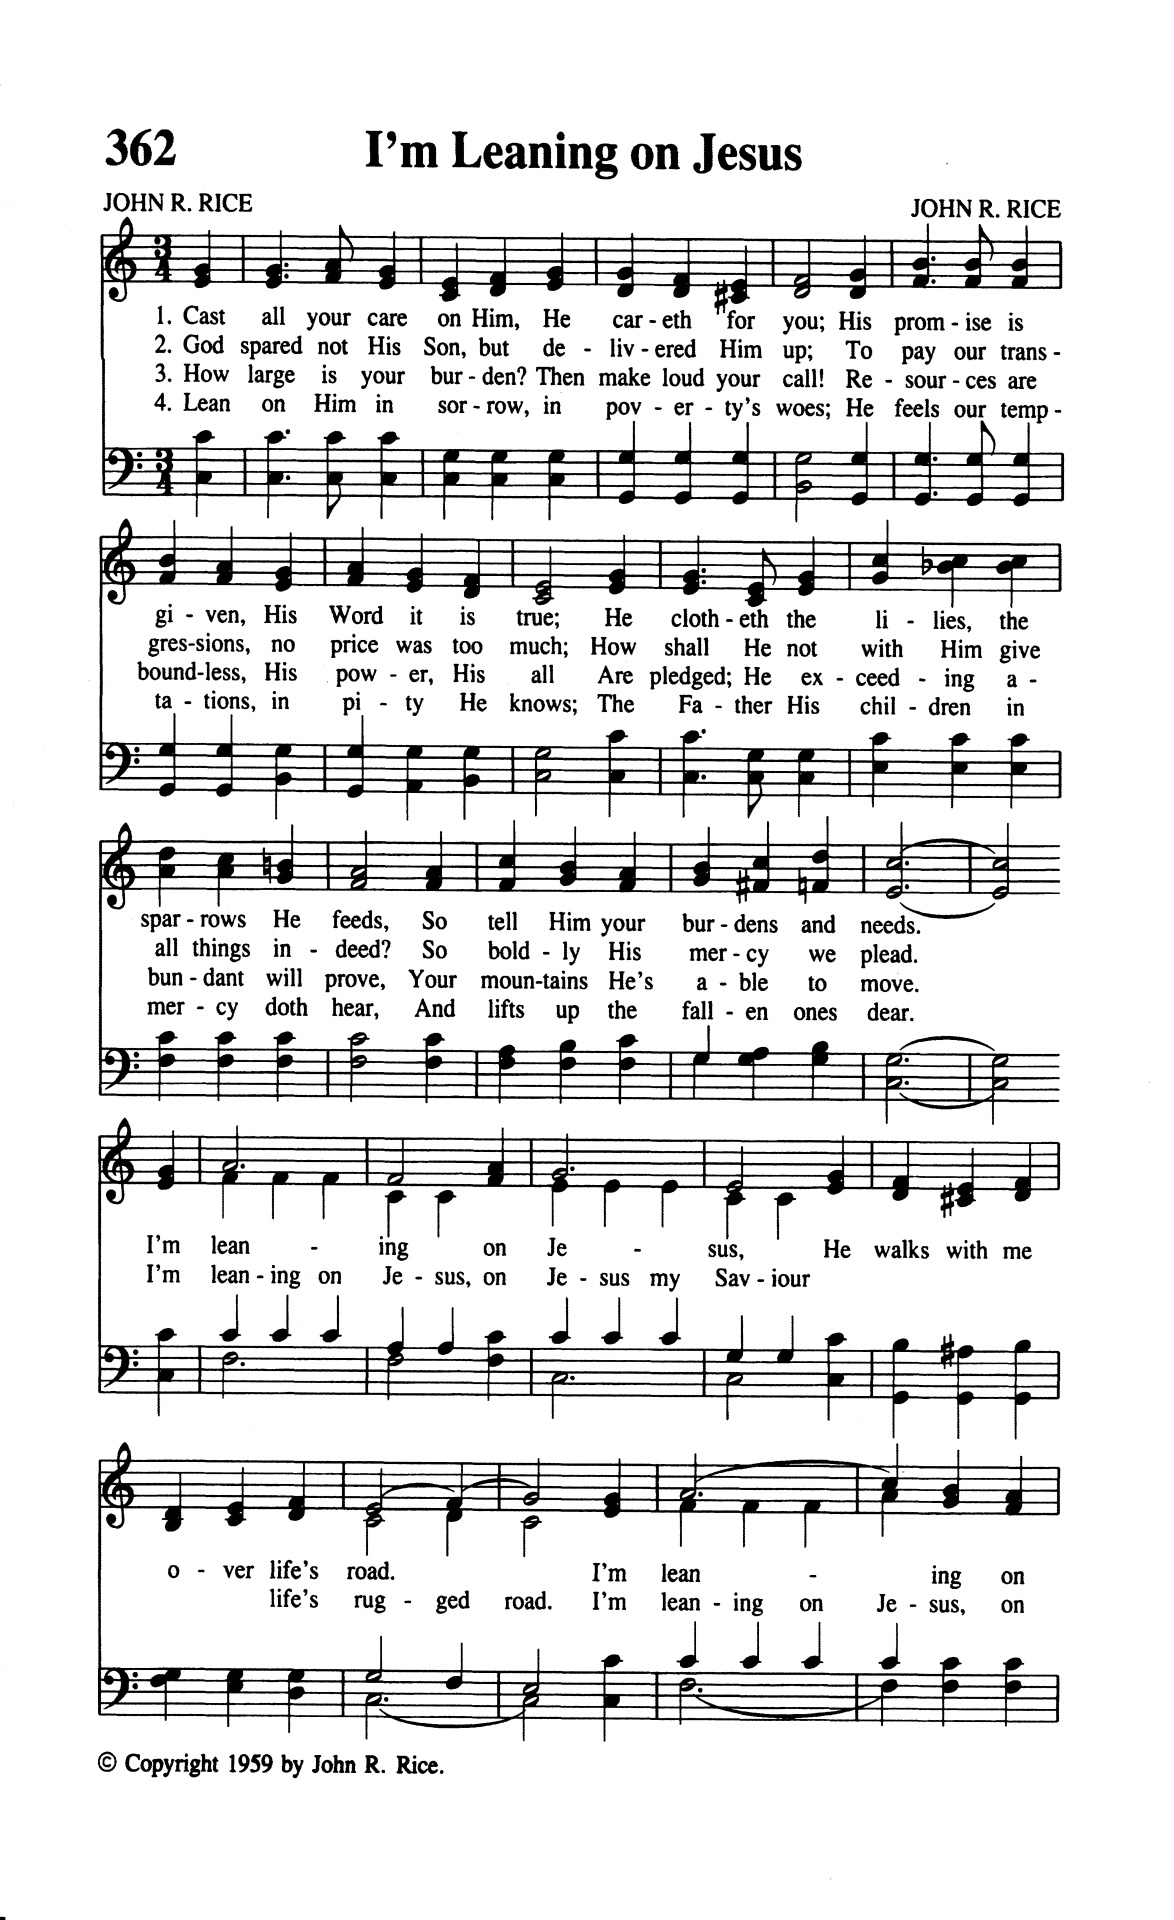 362 I'm Leaning on Jesus
JOHN R. RICE JOHN R. RICE
3 4
1. Cast all your care on Him, He car - eth for you; His prom - ise is
2. God spared not His Son, but de - liv - ered Him up; To pay our trans -
3. How large is your bur - den? Then make loud your call! Re - sour - ces are
4. Lean on Him in sor - row, in pov - er - ty's woes; He feels our temp -
3 4
gi - ven, His Word it is true; He cloth - eth the li - lies, the
gres-sions, no price was too much; How shall He not with Him give
bound-less, His pow - er, His all Are pledged; He ex - ceed - ing a -
ta - tions, in pi - ty He knows; The Fa - ther His chil - dren in
spar - rows He feeds, So tell Him your bur - dens and needs.
all things in - deed? So bold - ly His mer - cy we plead.
bun - dant will prove, Your moun-tains He's a - ble to move.
mer - cy doth hear, And lifts up the fall - en ones dear.
I'm lean - ing on Je - sus, He walks with me
I'm lean - ing on Je - sus, on Je - sus my Sav - iour
o - ver life's road. I'm lean - ing on
life's rug - ged road. I'm lean - ing on Je - sus, on
© Copyright 1959 by John R. Rice.